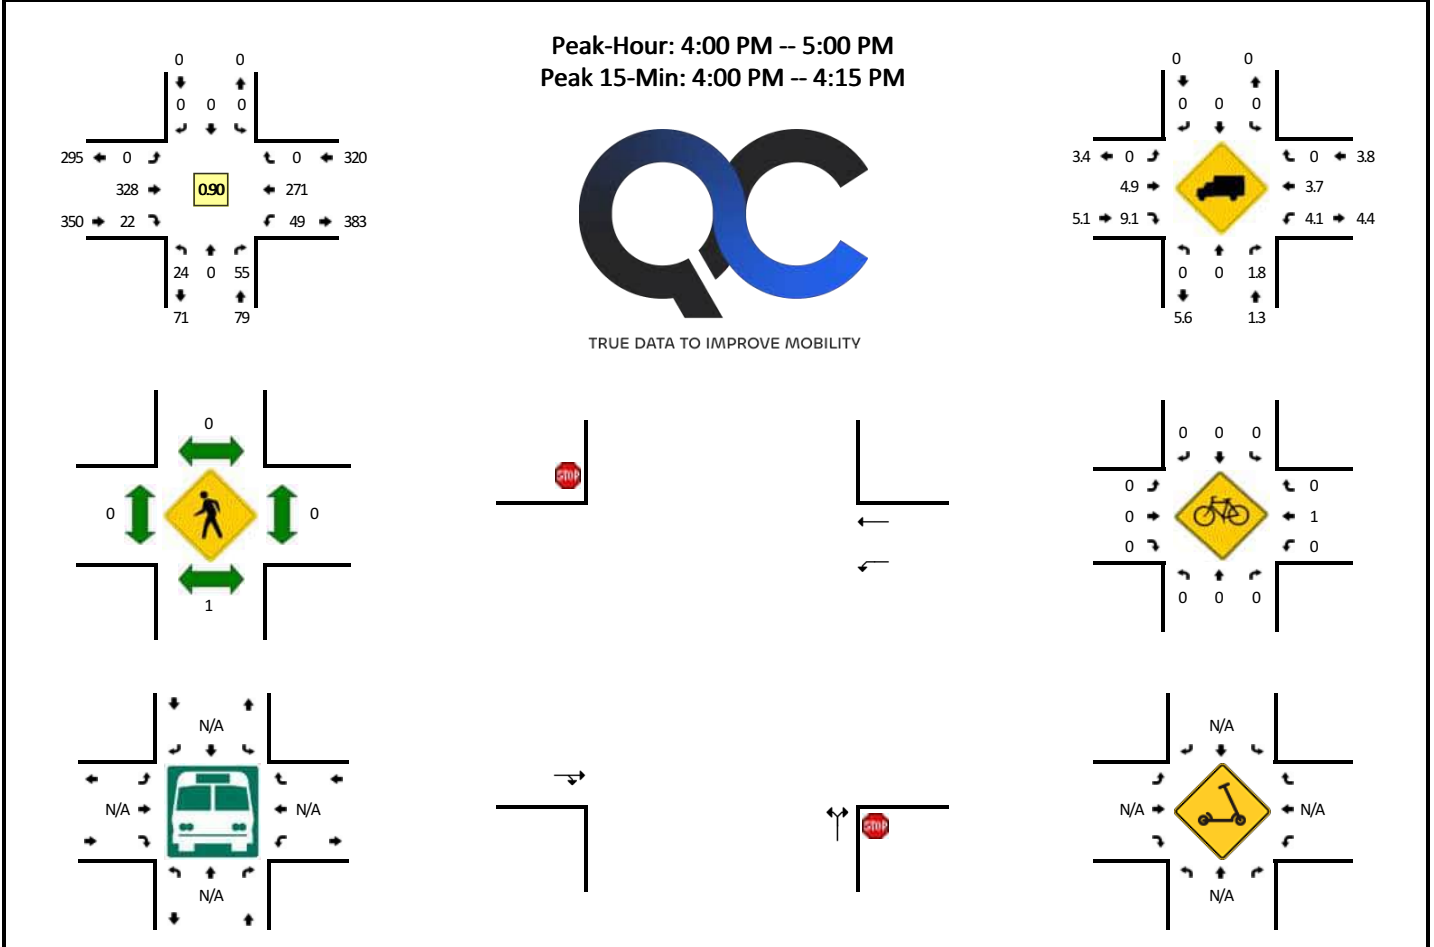 Peak-Hour: 4:00 PM -- 5:00 PM
Peak 15-Min: 4:00 PM -- 4:15 PM
0 0
0 0 0
295 0 0 320
328 0.90 271
350 22 49 383
24 0 55
71 79
QC
TRUE DATA TO IMPROVE MOBILITY
0 0
0 0 0
3.4 0 0 3.8
4.9 3.7
5.1 9.1 4.1 4.4
0 0 1.8
5.6 1.3
0
0 0
1
STOP
STOP
0 0 0
0 0
0 1
0 0
0 0 0
N/A
N/A N/A
N/A
N/A
N/A N/A
N/A